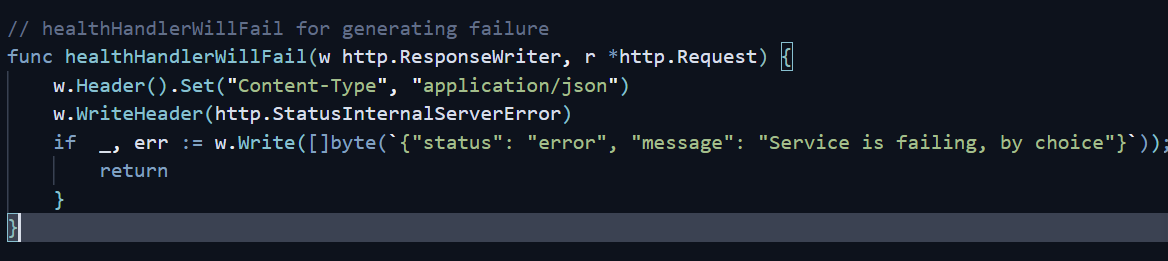 // healthHandlerWillFail for generating failure
func healthHandlerWillFail(w http.ResponseWriter, r *http.Request) {
    w.Header().Set("Content-Type", "application/json")
    w.WriteHeader(http.StatusInternalServerError)
    if  _, err := w.Write([]byte(`{"status": "error", "message": "Service is failing, by choice"}`));
        return
    }
}